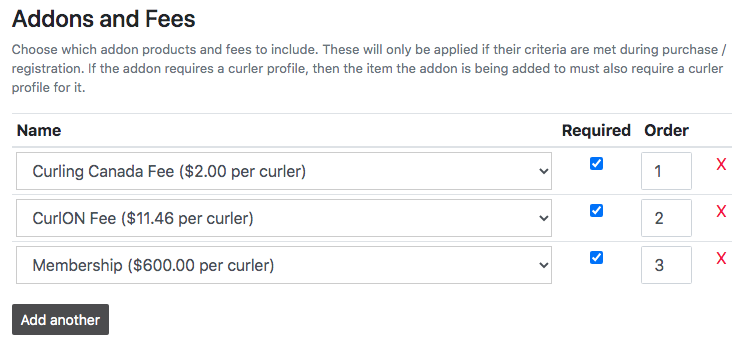 Addons and Fees
Choose which addon products and fees to include. These will only be applied if their criteria are met during purchase /
registration. If the addon requires a curler profile, then the item the addon is being added to must also require a curler
profile for it.
Name Required Order
Curling Canada Fee ($2.00 per curler) 1 X
CurlON Fee ($11.46 per curler) 2 X
Membership ($600.00 per curler) 3 X
Add another